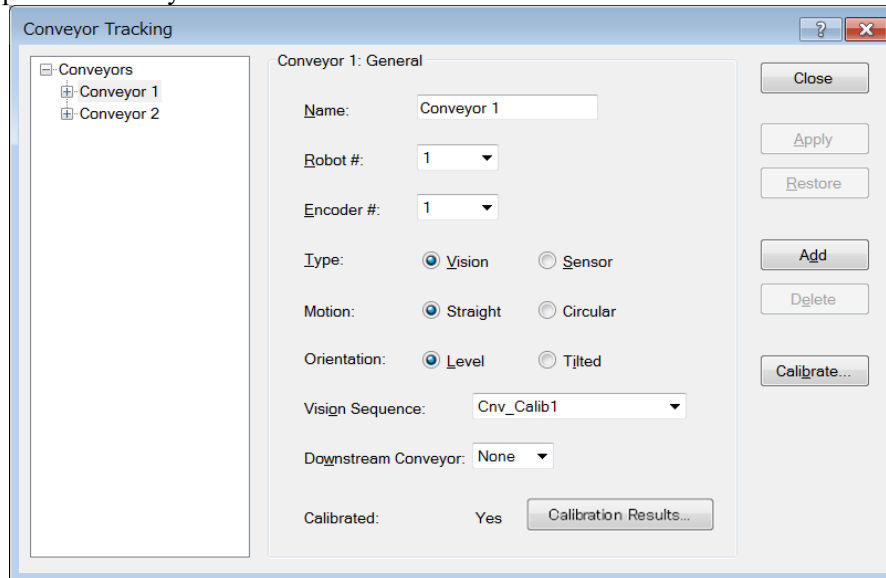 Conveyor Tracking
Conveyors
Conveyor 1
Conveyor 2
Conveyor 1: General
Name: Conveyor 1
Robot #: 1
Encoder #: 1
Type: Vision Sensor
Motion: Straight Circular
Orientation: Level Tilted
Vision Sequence: Cnv_Calib1
Downstream Conveyor: None
Calibrated: Yes Calibration Results...
Close
Apply
Restore
Add
Delete
Calibrate...